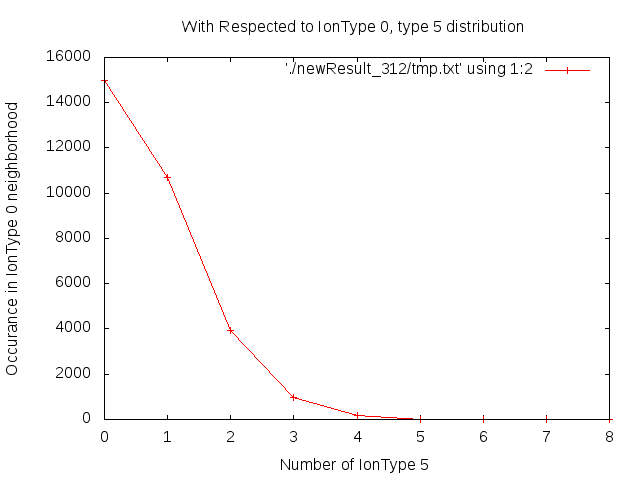 With Respected to IonType 0, type 5 distribution
'./newResult_312/tmp.txt' using 1:2
16000
14000
12000
10000
8000
6000
4000
2000
0
Occurance in IonType 0 neighborhood
0 1 2 3 4 5 6 7 8
Number of IonType 5